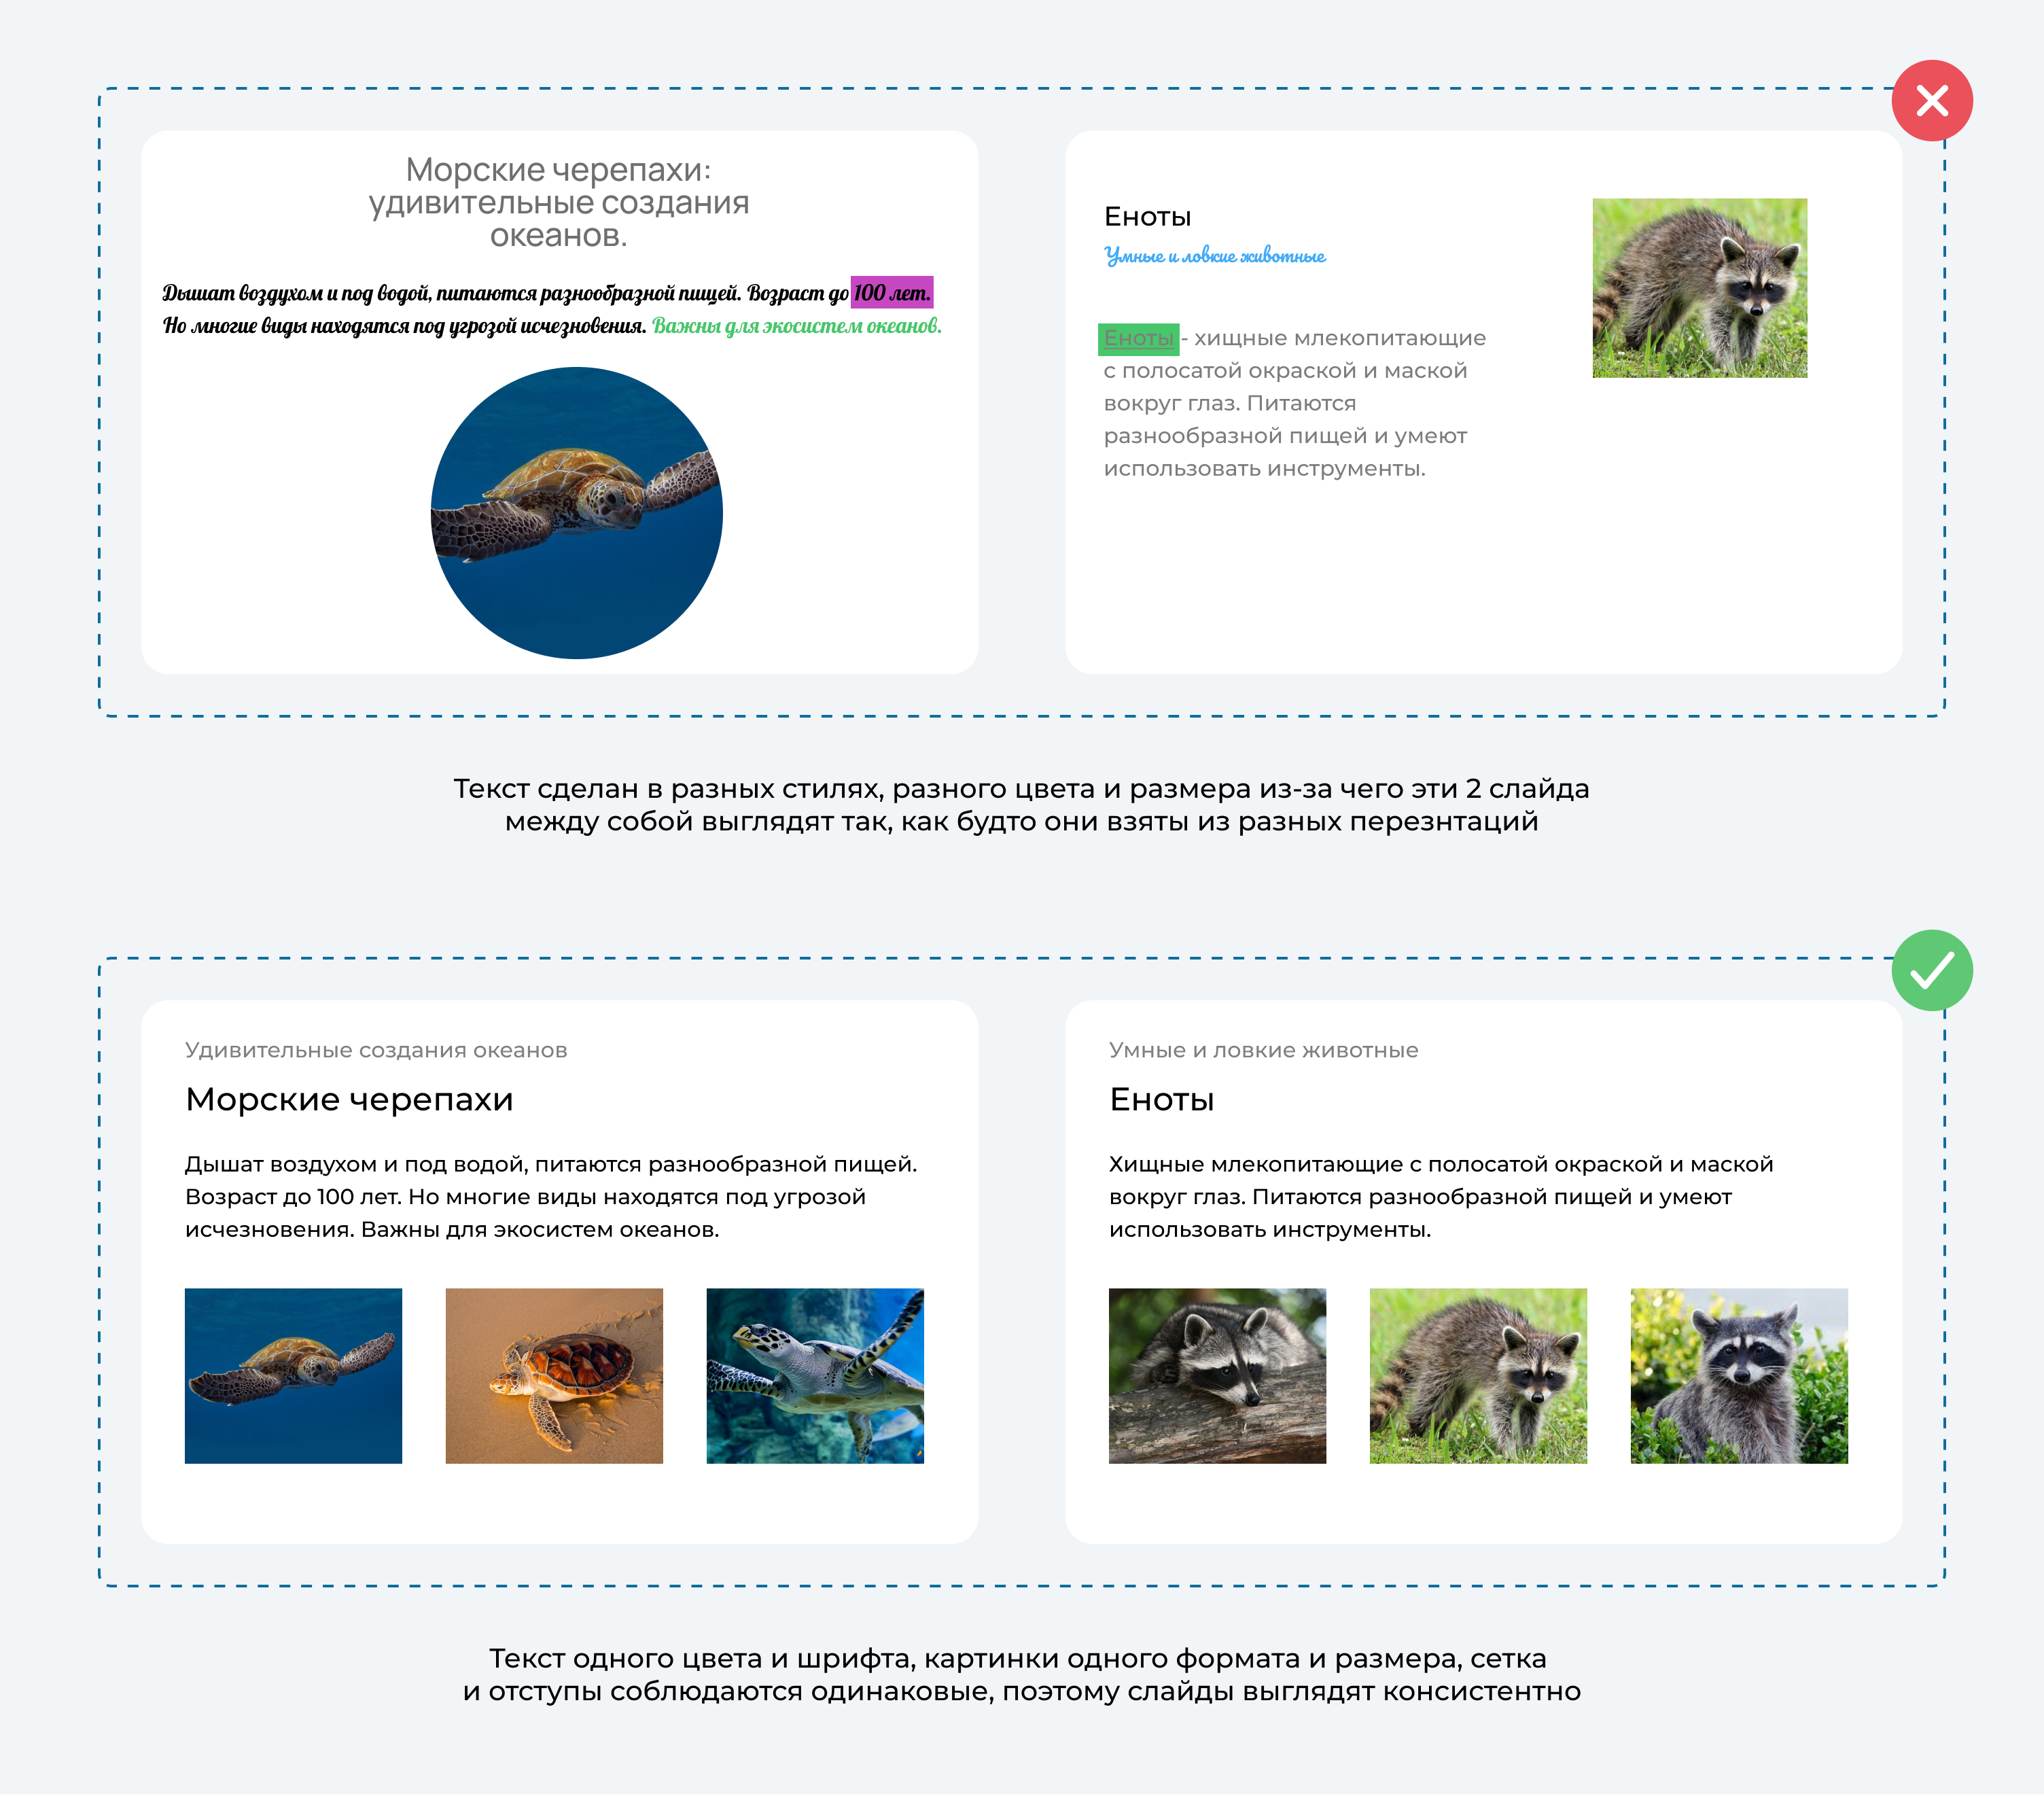 Морские черепахи:
удивительные создания
океанов.
Дышат воздухом и под водой, питаются разнообразной пищей. Возраст до 100 лет.
Но многие виды находятся под угрозой исчезновения. Важны для экосистем океанов.
Еноты
Умные и ловкие животные
Еноты - хищные млекопитающие
с полосатой окраской и маской
вокруг глаз. Питаются
разнообразной пищей и умеют
использовать инструменты.
Текст сделан в разных стилях, разного цвета и размера из-за чего эти 2 слайда
между собой выглядят так, как будто они взяты из разных перезнтаций
Удивительные создания океанов
Морские черепахи
Дышат воздухом и под водой, питаются разнообразной пищей.
Возраст до 100 лет. Но многие виды находятся под угрозой
исчезновения. Важны для экосистем океанов.
Умные и ловкие животные
Еноты
Хищные млекопитающие с полосатой окраской и маской
вокруг глаз. Питаются разнообразной пищей и умеют
использовать инструменты.
Текст одного цвета и шрифта, картинки одного формата и размера, сетка
и отступы соблюдаются одинаковые, поэтому слайды выглядят консистентно